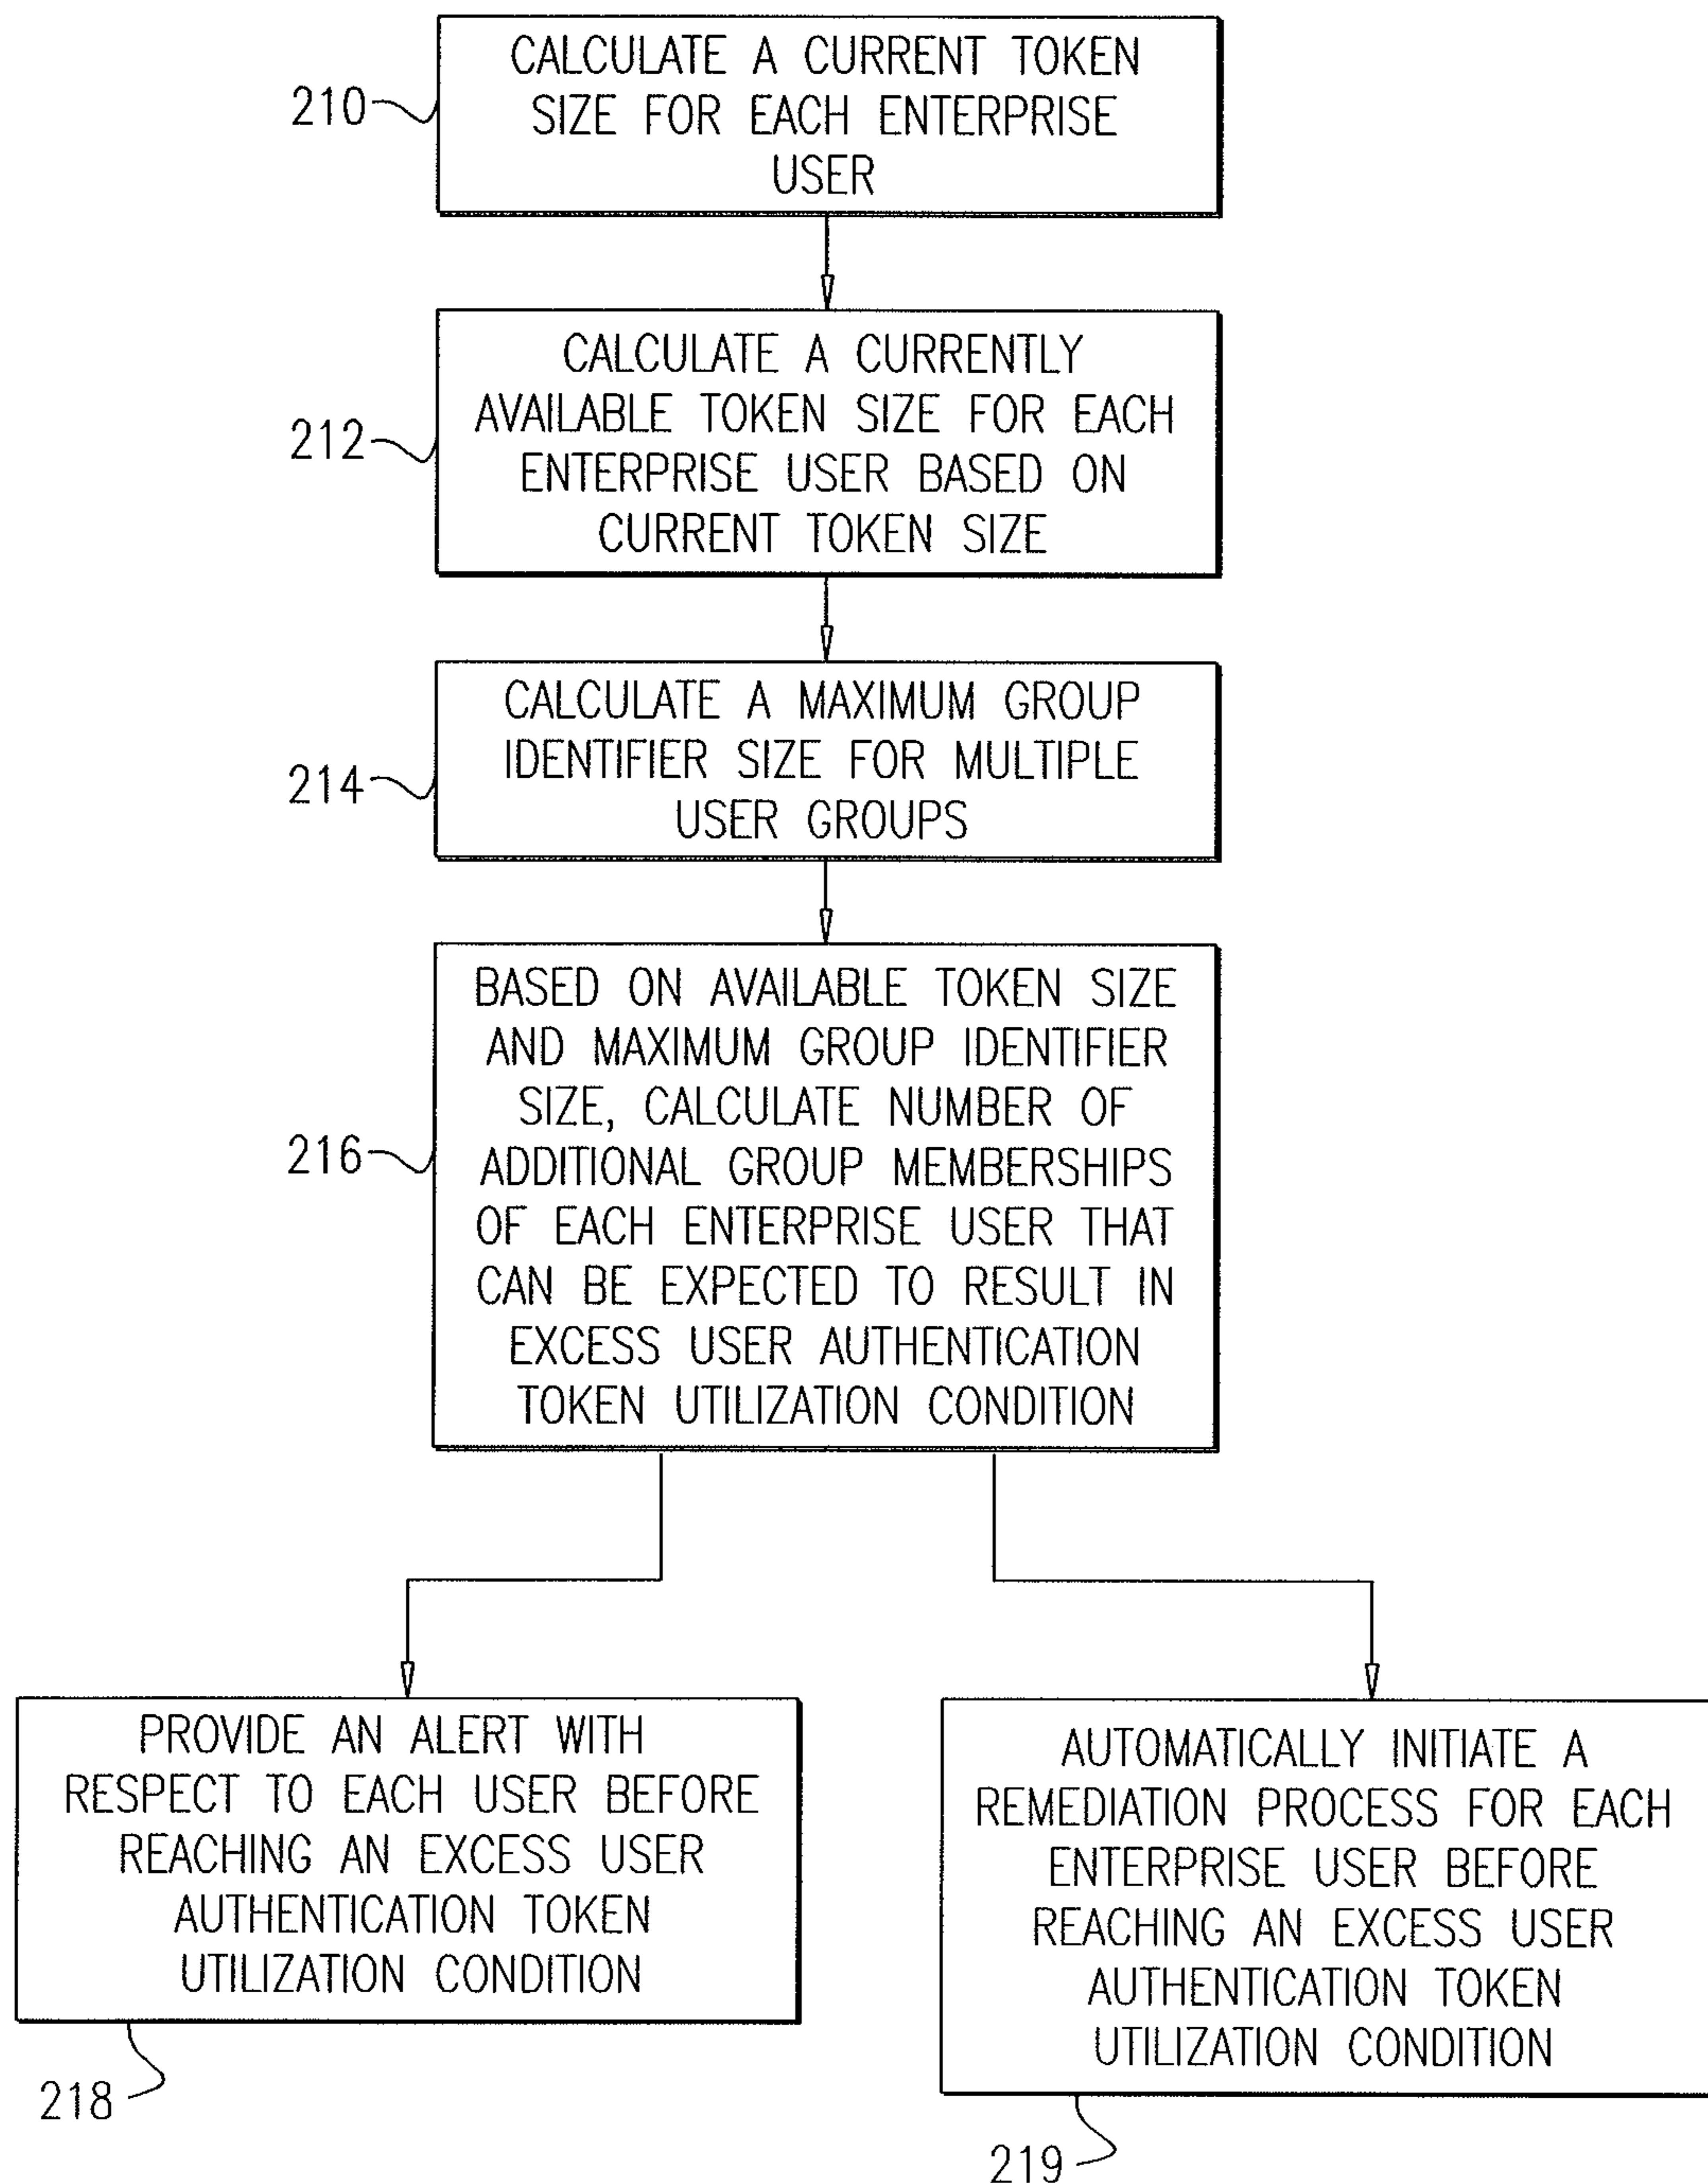 CALCULATE A CURRENT TOKEN
SIZE FOR EACH ENTERPRISE
USER
210
CALCULATE A CURRENTLY
AVAILABLE TOKEN SIZE FOR EACH
ENTERPRISE USER BASED ON
CURRENT TOKEN SIZE
212
CALCULATE A MAXIMUM GROUP
IDENTIFIER SIZE FOR MULTIPLE
USER GROUPS
214
BASED ON AVAILABLE TOKEN SIZE
AND MAXIMUM GROUP IDENTIFIER
SIZE, CALCULATE NUMBER OF
ADDITIONAL GROUP MEMBERSHIPS
OF EACH ENTERPRISE USER THAT
CAN BE EXPECTED TO RESULT IN
EXCESS USER AUTHENTICATION
TOKEN UTILIZATION CONDITION
216
PROVIDE AN ALERT WITH
RESPECT TO EACH USER BEFORE
REACHING AN EXCESS USER
AUTHENTICATION TOKEN
UTILIZATION CONDITION
218
AUTOMATICALLY INITIATE A
REMEDIATION PROCESS FOR EACH
ENTERPRISE USER BEFORE
REACHING AN EXCESS USER
AUTHENTICATION TOKEN
UTILIZATION CONDITION
219